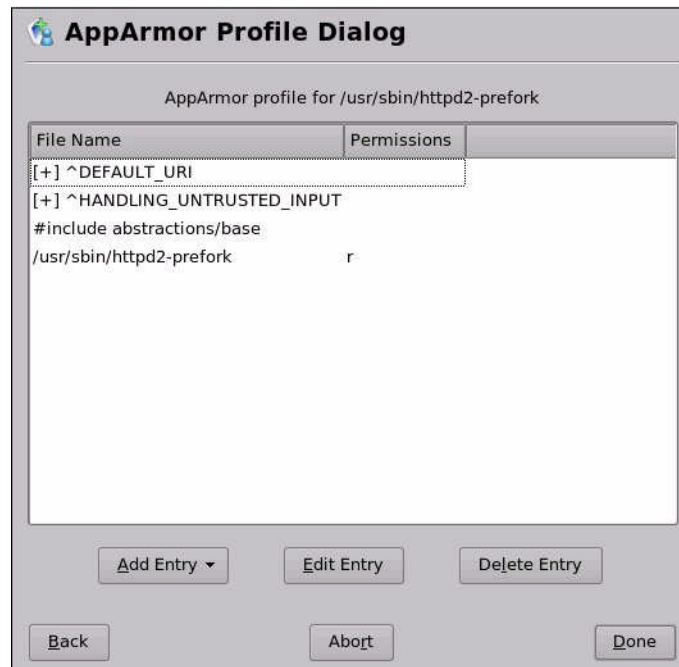 AppArmor Profile Dialog
AppArmor profile for /usr/sbin/httpd2-prefork
File Name Permissions
[+] ^DEFAULT_URI
[+] ^HANDLING_UNTRUSTED_INPUT
#include abstractions/base
/usr/sbin/httpd2-prefork r
Add Entry Edit Entry Delete Entry
Back Abort Done